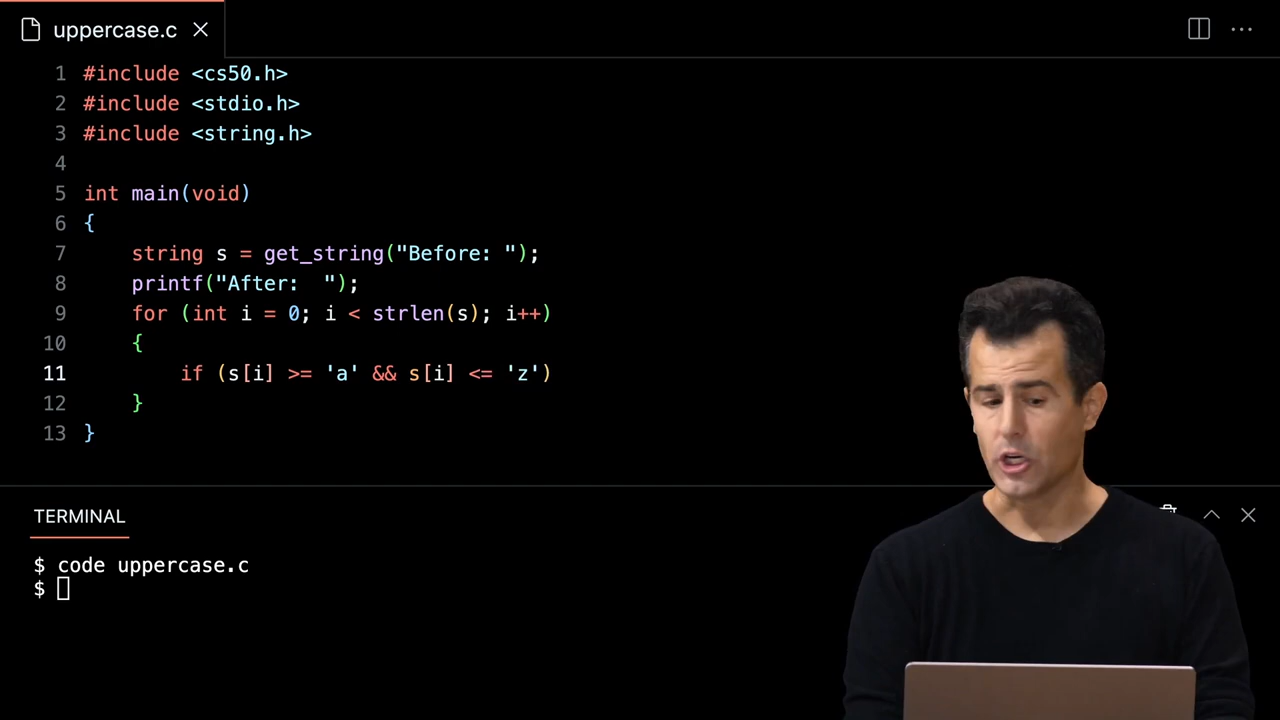 uppercase.c
1 #include <cs50.h>
2 #include <stdio.h>
3 #include <string.h>
4
5 int main(void)
6 {
7     string s = get_string("Before: ");
8     printf("After:  ");
9     for (int i = 0; i < strlen(s); i++)
10     {
11         if (s[i] >= 'a' && s[i] <= 'z')
12     }
13 }
TERMINAL
$ code uppercase.c
$